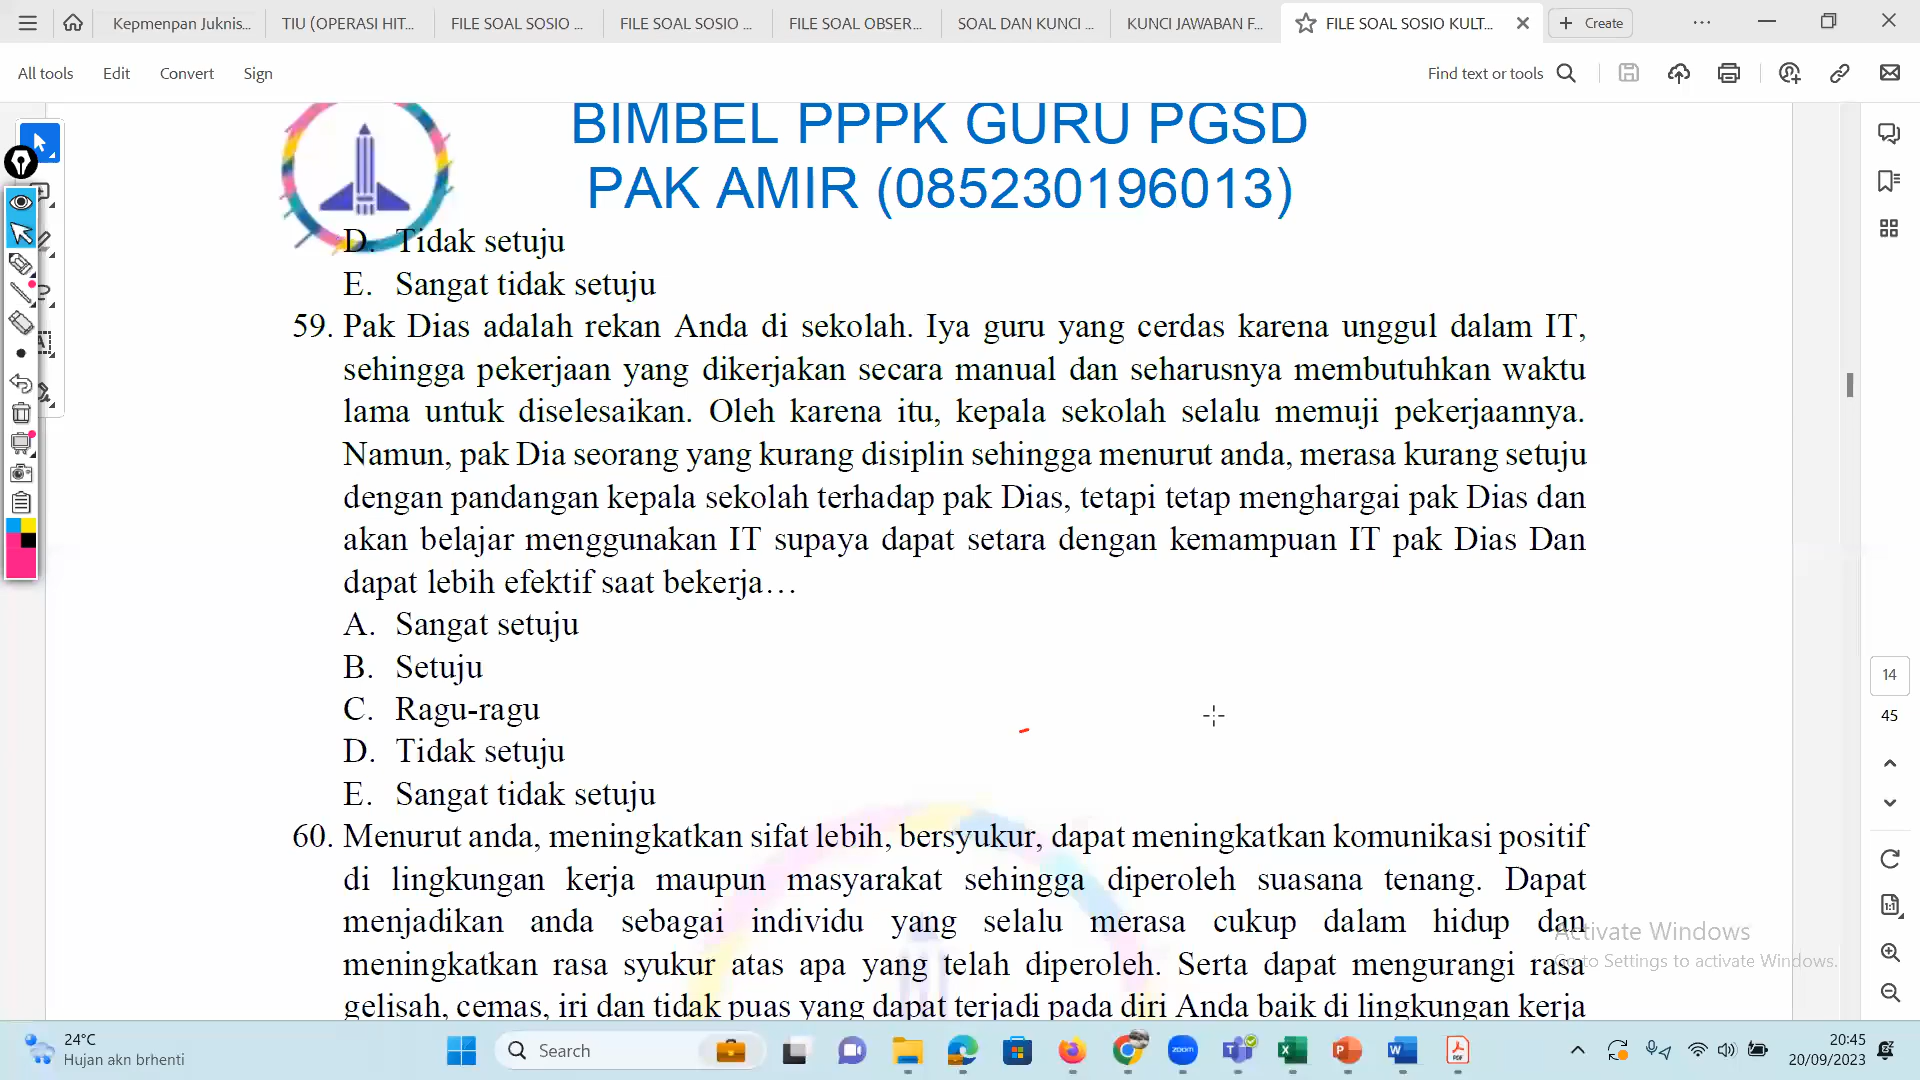 Kepmenpan Juknis...
TIU (OPERASI HIT...
FILE SOAL SOSIO ...
FILE SOAL SOSIO ...
FILE SOAL OBSER...
SOAL DAN KUNCI ...
KUNCI JAWABAN F...
FILE SOAL SOSIO KULT...
Create
All tools
Edit
Convert
Sign
Find text or tools
BIMBEL PPPK GURU PGSD
PAK AMIR (085230196013)
D. Tidak setuju
E. Sangat tidak setuju
59. Pak Dias adalah rekan Anda di sekolah. Iya guru yang cerdas karena unggul dalam IT,
sehingga pekerjaan yang dikerjakan secara manual dan seharusnya membutuhkan waktu
lama untuk diselesaikan. Oleh karena itu, kepala sekolah selalu memuji pekerjaannya.
Namun, pak Dia seorang yang kurang disiplin sehingga menurut anda, merasa kurang setuju
dengan pandangan kepala sekolah terhadap pak Dias, tetapi tetap menghargai pak Dias dan
akan belajar menggunakan IT supaya dapat setara dengan kemampuan IT pak Dias Dan
dapat lebih efektif saat bekerja…
A. Sangat setuju
B. Setuju
C. Ragu-ragu
D. Tidak setuju
E. Sangat tidak setuju
60. Menurut anda, meningkatkan sifat lebih, bersyukur, dapat meningkatkan komunikasi positif
di lingkungan kerja maupun masyarakat sehingga diperoleh suasana tenang. Dapat
menjadikan anda sebagai individu yang selalu merasa cukup dalam hidup dan
meningkatkan rasa syukur atas apa yang telah diperoleh. Serta dapat mengurangi rasa
gelisah, cemas, iri dan tidak puas yang dapat terjadi pada diri Anda baik di lingkungan kerja
14
45
Activate Windows
Go to Settings to activate Windows.
24°C
Hujan akn brhenti
Search
zoom
20:45
20/09/2023